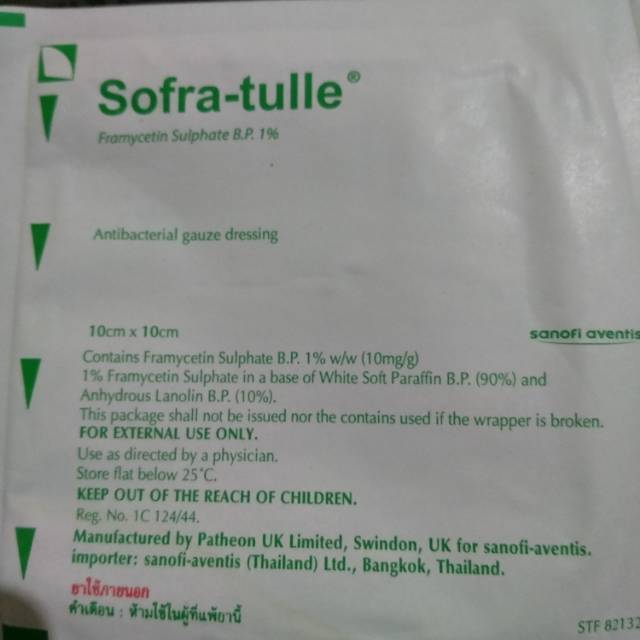 Sofra-tulle®
Framycetin Sulphate B.P. 1%
Antibacterial gauze dressing
10cm x 10cm
sanofi aventis
Contains Framycetin Sulphate B.P. 1% w/w (10mg/g)
1% Framycetin Sulphate in a base of White Soft Paraffin B.P. (90%) and
Anhydrous Lanolin B.P. (10%).
This package shall not be issued nor the contains used if the wrapper is broken.
FOR EXTERNAL USE ONLY.
Use as directed by a physician.
Store flat below 25°C.
KEEP OUT OF THE REACH OF CHILDREN.
Reg. No. 1C 124/44.
Manufactured by Patheon UK Limited, Swindon, UK for sanofi-aventis.
importer: sanofi-aventis (Thailand) Ltd., Bangkok, Thailand.
ยาใช้ภายนอก
คำเตือน : ห้ามใช้ในผู้ที่แพ้ยานี้
STF 82132